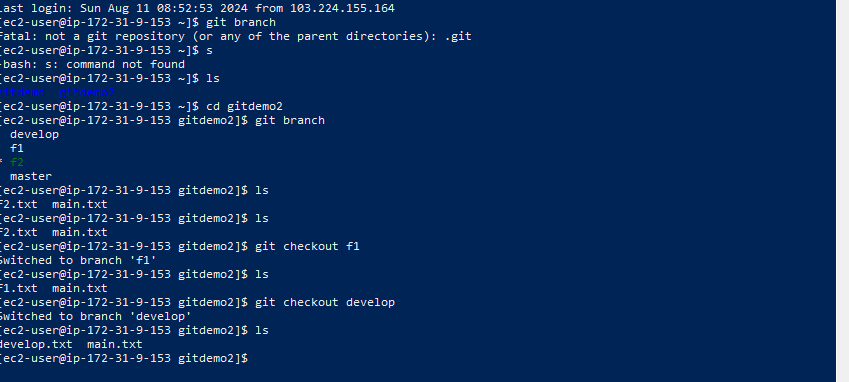 Last login: Sun Aug 11 08:52:53 2024 from 103.224.155.164
[ec2-user@ip-172-31-9-153 ~]$ git branch
fatal: not a git repository (or any of the parent directories): .git
[ec2-user@ip-172-31-9-153 ~]$ s
-bash: s: command not found
[ec2-user@ip-172-31-9-153 ~]$ ls
gitdemo  gitdemo2
[ec2-user@ip-172-31-9-153 ~]$ cd gitdemo2
[ec2-user@ip-172-31-9-153 gitdemo2]$ git branch
  develop
  f1
* f2
  master
[ec2-user@ip-172-31-9-153 gitdemo2]$ ls
f2.txt  main.txt
[ec2-user@ip-172-31-9-153 gitdemo2]$ ls
f2.txt  main.txt
[ec2-user@ip-172-31-9-153 gitdemo2]$ git checkout f1
Switched to branch 'f1'
[ec2-user@ip-172-31-9-153 gitdemo2]$ ls
f1.txt  main.txt
[ec2-user@ip-172-31-9-153 gitdemo2]$ git checkout develop
Switched to branch 'develop'
[ec2-user@ip-172-31-9-153 gitdemo2]$ ls
develop.txt  main.txt
[ec2-user@ip-172-31-9-153 gitdemo2]$